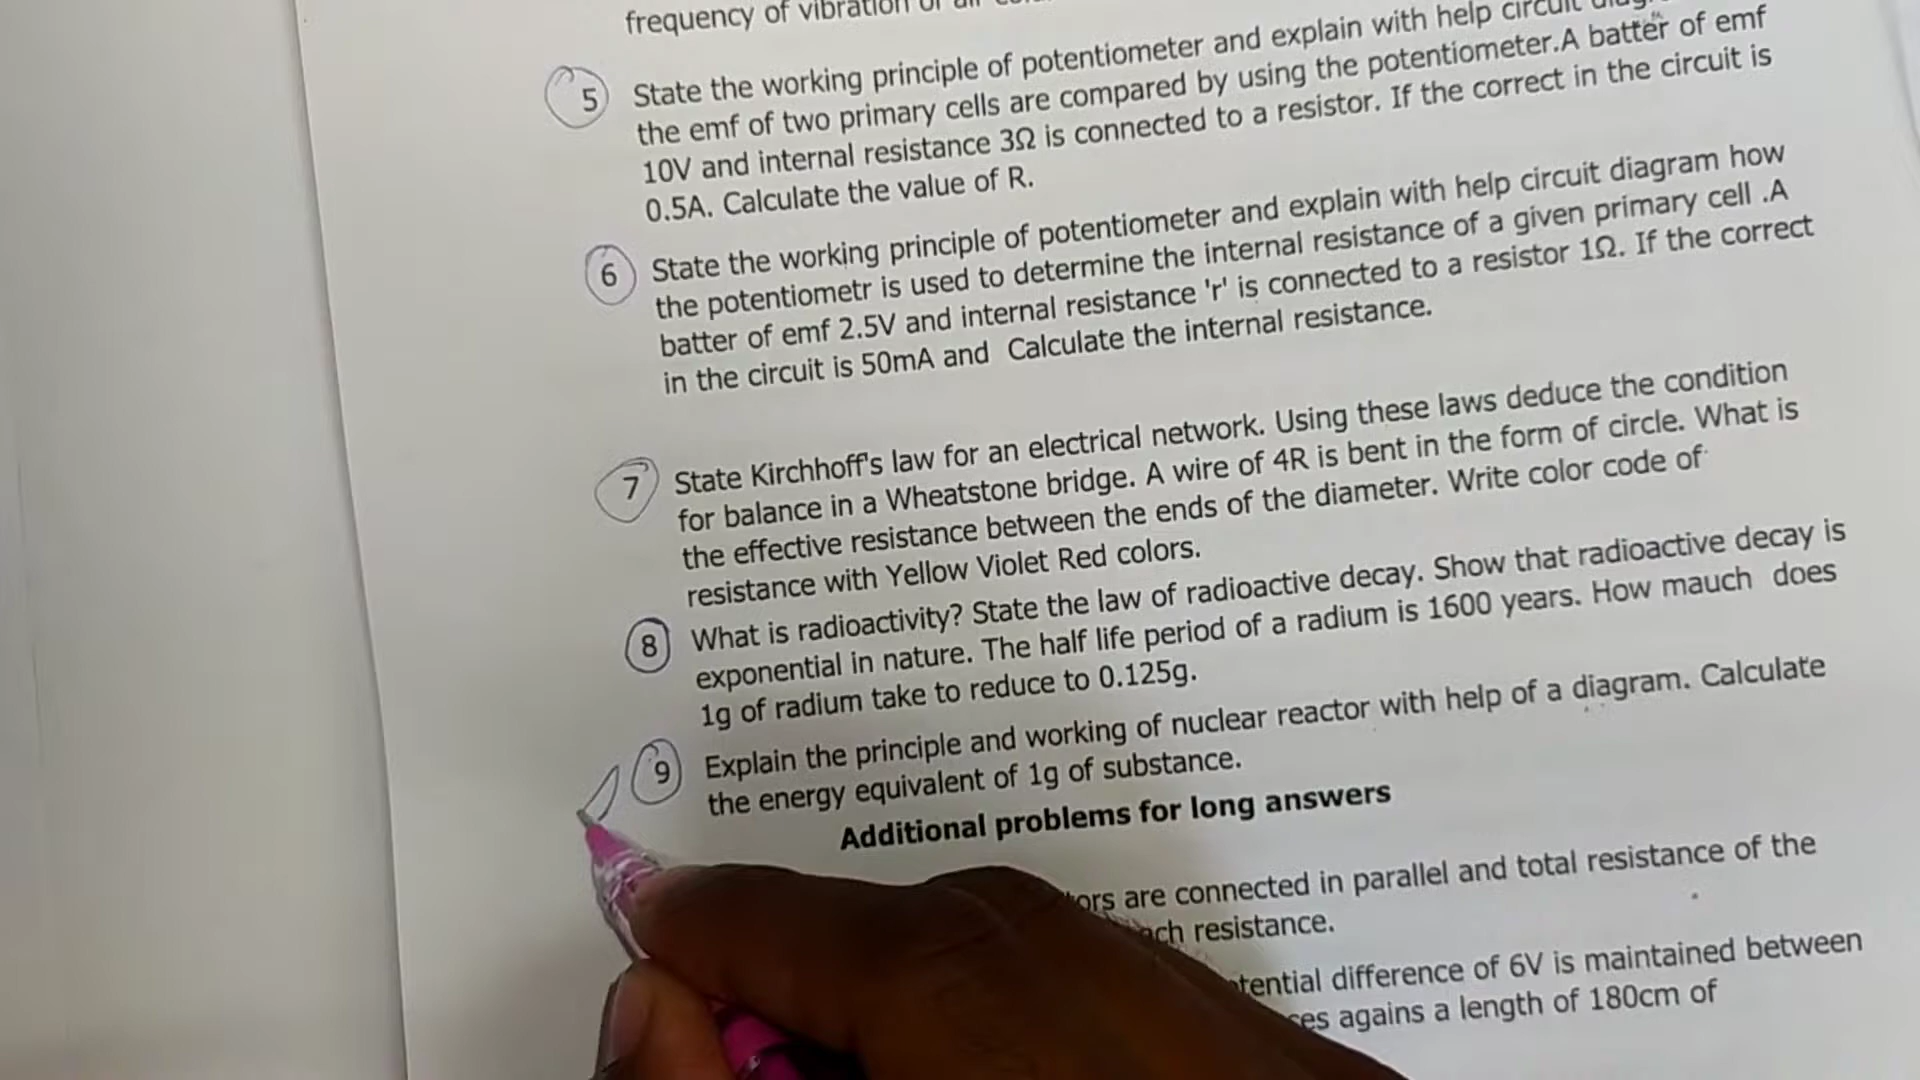 frequency of vibration of air
5 State the working principle of potentiometer and explain with help circuit
the emf of two primary cells are compared by using the potentiometer.A batter of emf
10V and internal resistance 3Ω is connected to a resistor. If the correct in the circuit is
0.5A. Calculate the value of R.
6 State the working principle of potentiometer and explain with help circuit diagram how
the potentiometr is used to determine the internal resistance of a given primary cell .A
batter of emf 2.5V and internal resistance 'r' is connected to a resistor 1Ω. If the correct
in the circuit is 50mA and Calculate the internal resistance.
7 State Kirchhoff's law for an electrical network. Using these laws deduce the condition
for balance in a Wheatstone bridge. A wire of 4R is bent in the form of circle. What is
the effective resistance between the ends of the diameter. Write color code of
resistance with Yellow Violet Red colors.
8 What is radioactivity? State the law of radioactive decay. Show that radioactive decay is
exponential in nature. The half life period of a radium is 1600 years. How mauch does
1g of radium take to reduce to 0.125g.
9 Explain the principle and working of nuclear reactor with help of a diagram. Calculate
the energy equivalent of 1g of substance.
Additional problems for long answers
are connected in parallel and total resistance of the
resistance.
difference of 6V is maintained between
agains a length of 180cm of